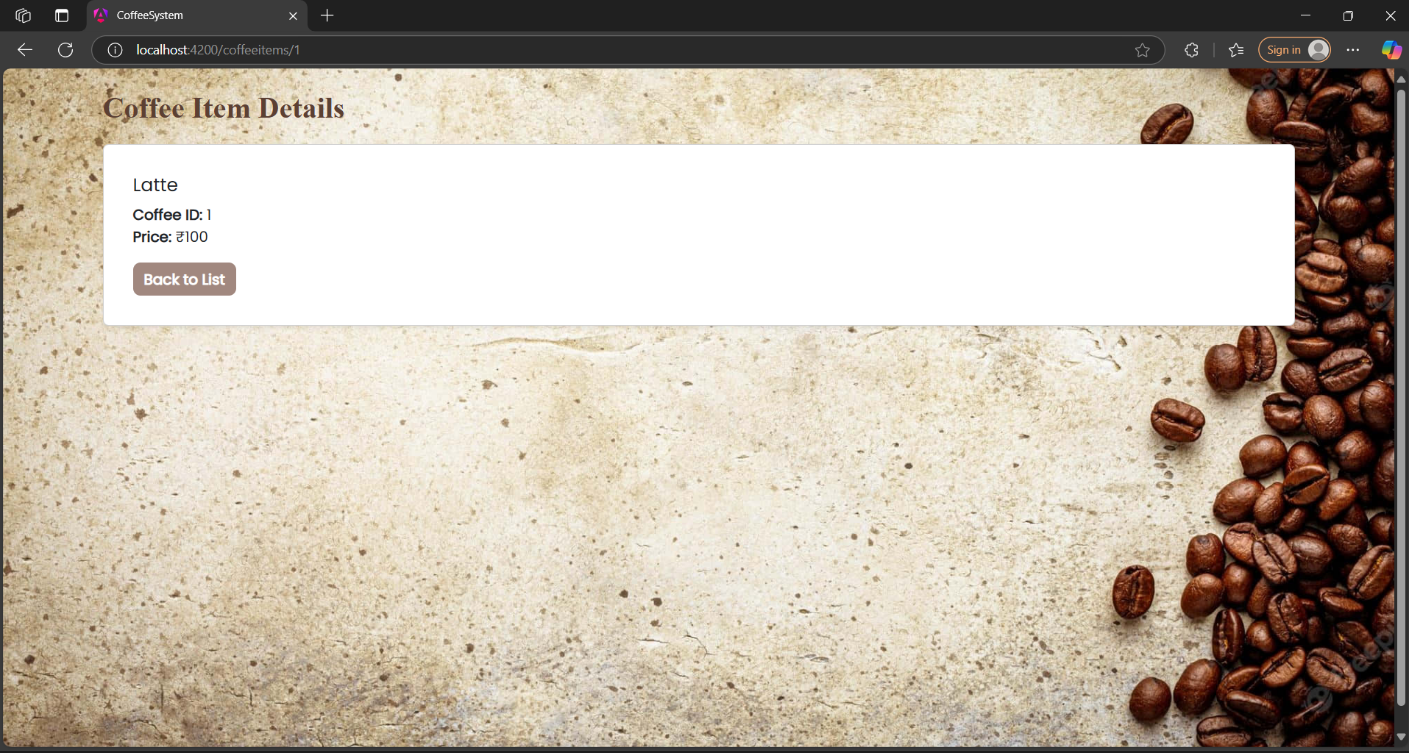 CoffeeSystem
localhost:4200/coffeeitems/1
Sign in
Coffee Item Details
Latte
Coffee ID: 1
Price: ₹100
Back to List